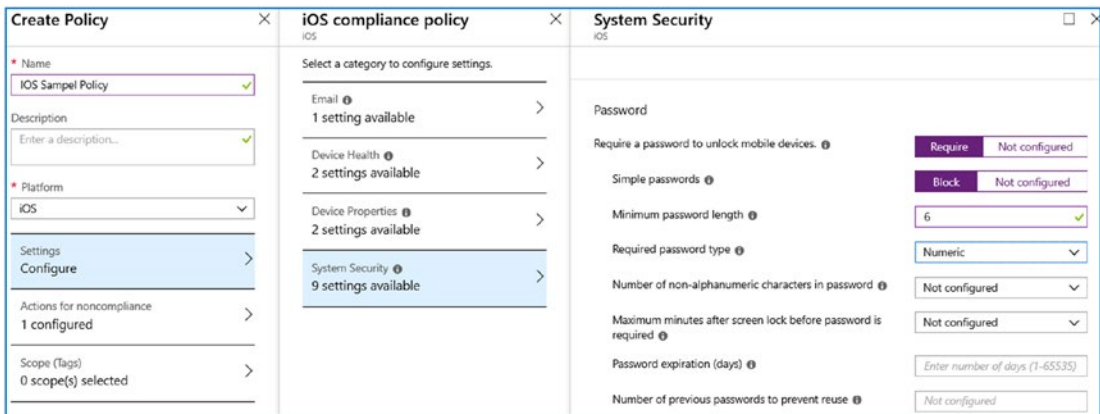 Create Policy
* Name
IOS Sampel Policy
Description
Enter a description...
* Platform
iOS
Settings
Configure
Actions for noncompliance
1 configured
Scope (Tags)
0 scope(s) selected
iOS compliance policy
iOS
Select a category to configure settings.
Email
1 setting available
Device Health
2 settings available
Device Properties
2 settings available
System Security
9 settings available
System Security
iOS
Password
Require a password to unlock mobile devices.
Require Not configured
Simple passwords
Block Not configured
Minimum password length
6
Required password type
Numeric
Number of non-alphanumeric characters in password
Not configured
Maximum minutes after screen lock before password is
required
Not configured
Password expiration (days)
Enter number of days (1-65535)
Number of previous passwords to prevent reuse
Not configured